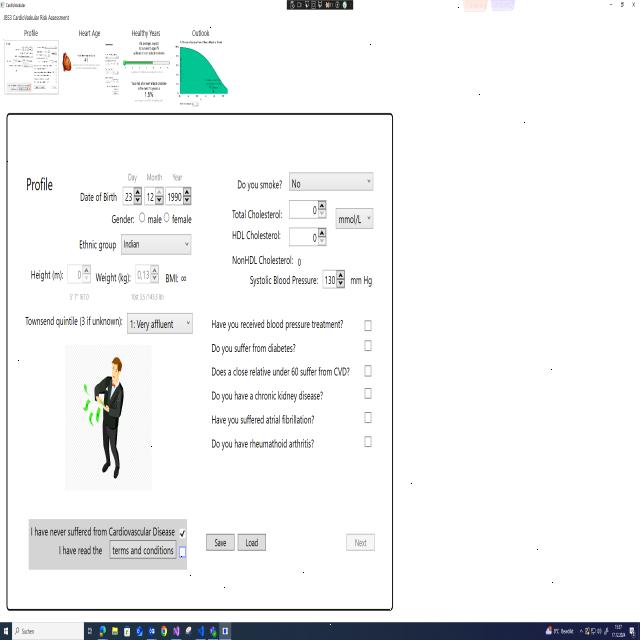 CardioVascular
JBS3 CardioVascular Risk Assessment
Profile Heart Age Healthy Years Outlook
Profile
Day Month Year
Date of Birth 23 12 1990
Gender: male female
Ethnic group Indian
Height (m): 0 Weight (kg): 0,13 BMI: ∞
Townsend quintile (3 if unknown): 1: Very affluent
Do you smoke? No
Total Cholesterol: 0 mmol/L
HDL Cholesterol: 0
NonHDL Cholesterol: 0
Systolic Blood Pressure: 130 mm Hg
Have you received blood pressure treatment?
Do you suffer from diabetes?
Does a close relative under 60 suffer from CVD?
Do you have a chronic kidney disease?
Have you suffered atrial fibrillation?
Do you have rheumathoid arthritis?
I have never suffered from Cardiovascular Disease
I have read the terms and conditions
Save Load Next
Suchen